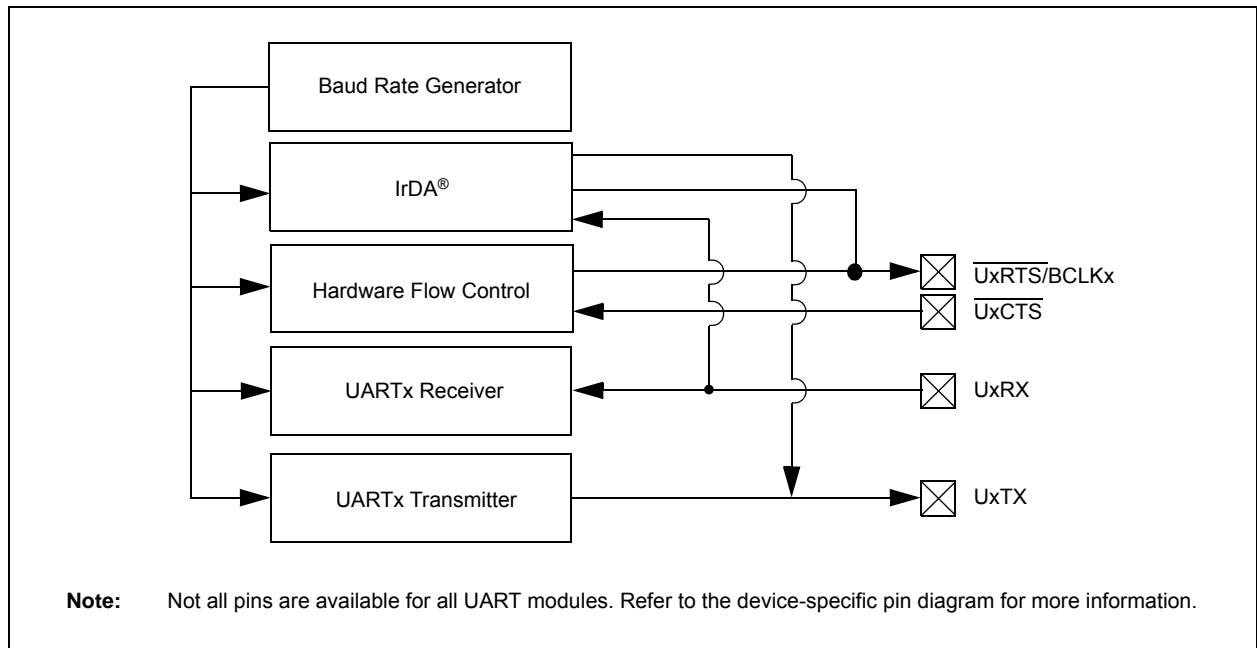 Baud Rate Generator
IrDA®
Hardware Flow Control
UARTx Receiver
UARTx Transmitter
UxRTS/BCLKx
UxCTS
UxRX
UxTX
Note: Not all pins are available for all UART modules. Refer to the device-specific pin diagram for more information.